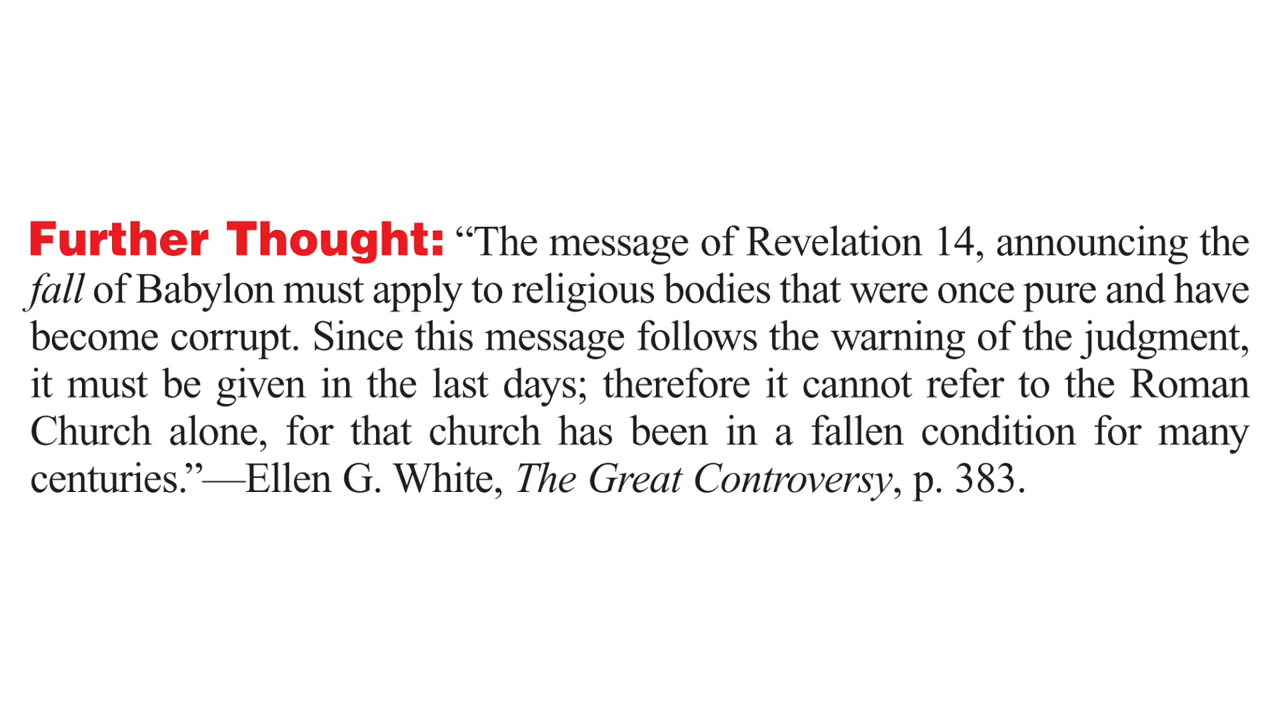 Further Thought: “The message of Revelation 14, announcing the
fall of Babylon must apply to religious bodies that were once pure and have
become corrupt. Since this message follows the warning of the judgment,
it must be given in the last days; therefore it cannot refer to the Roman
Church alone, for that church has been in a fallen condition for many
centuries.”—Ellen G. White, The Great Controversy, p. 383.